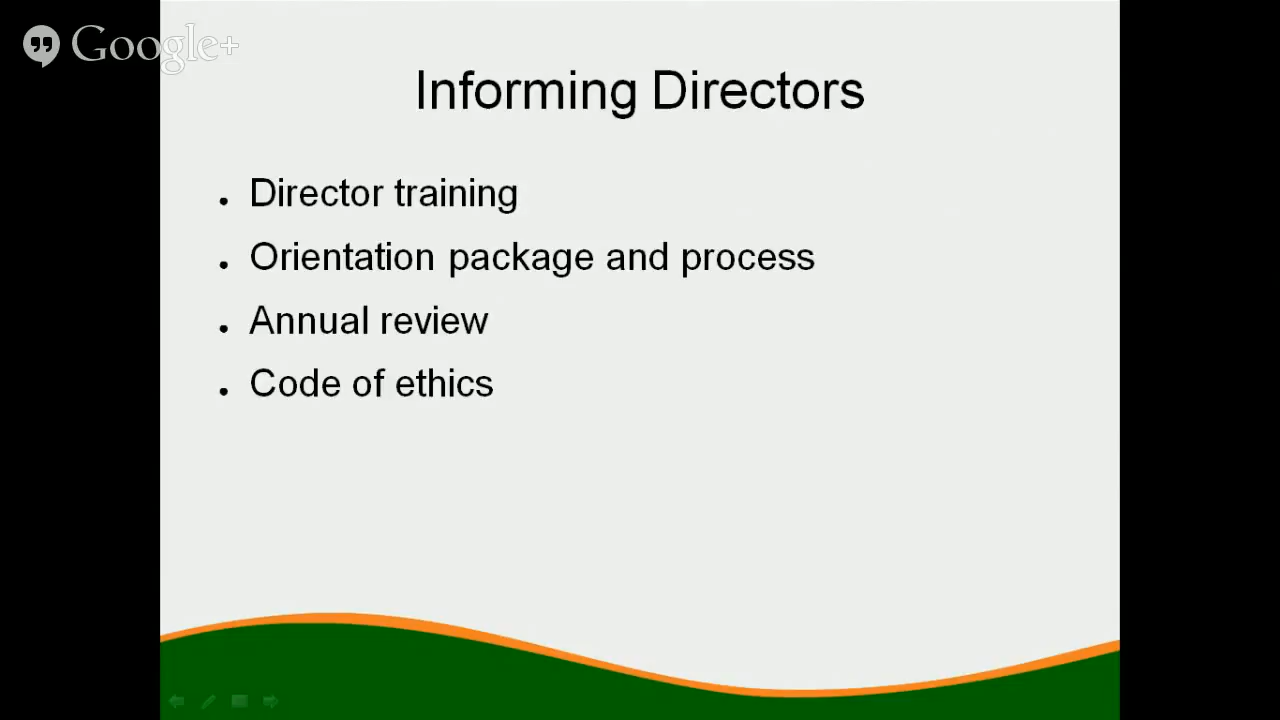 Google+
Informing Directors
Director training
Orientation package and process
Annual review
Code of ethics